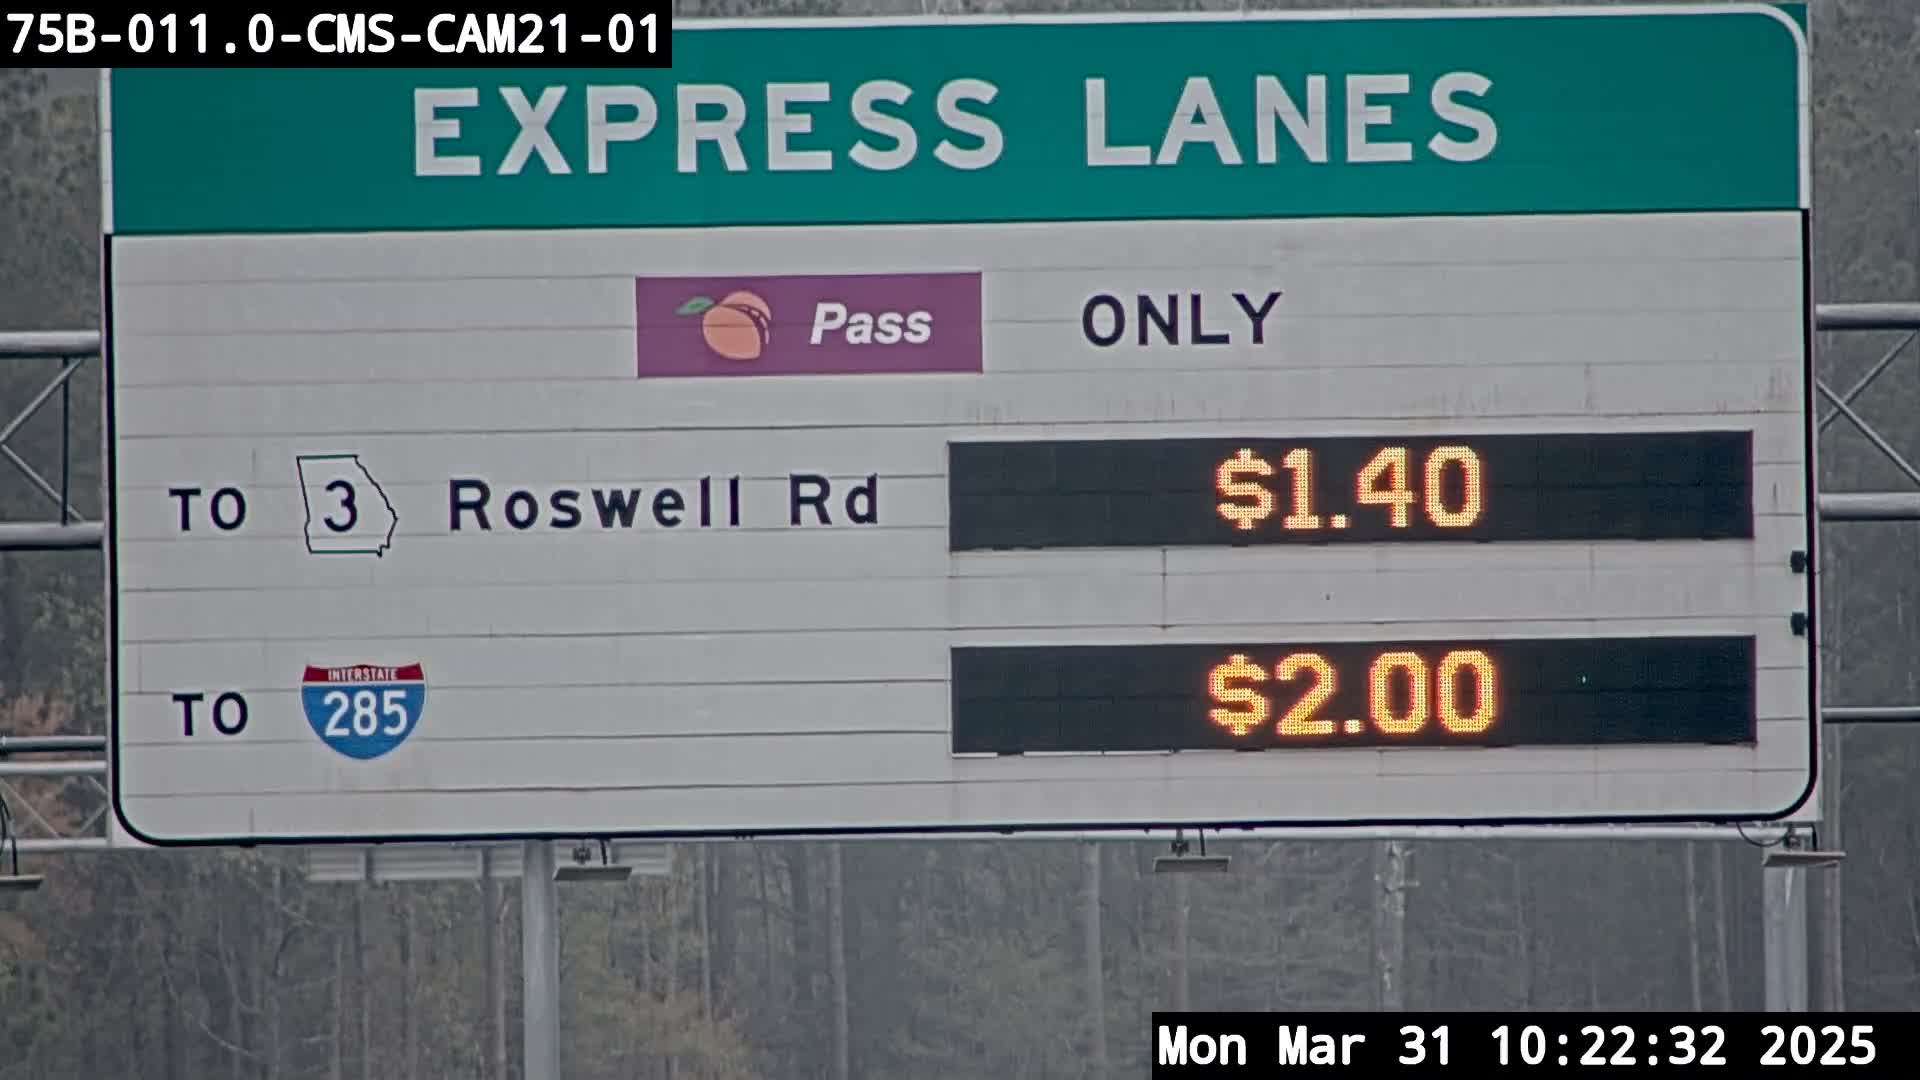 75B-011.0-CMS-CAM21-01
EXPRESS LANES
Pass ONLY
TO 3 Roswell Rd $1.40
TO INTERSTATE 285 $2.00
Mon Mar 31 10:22:32 2025